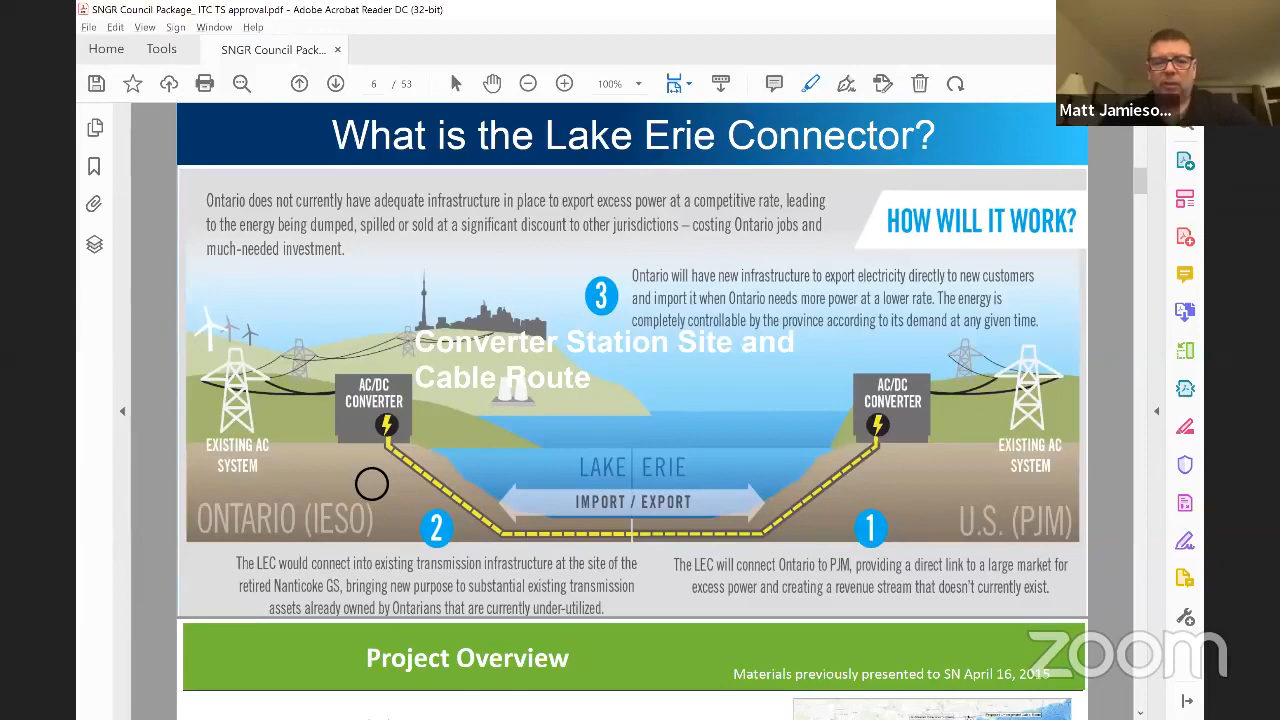 SNGR Council Package_ ITC TS approval.pdf - Adobe Acrobat Reader DC (32-bit)
File Edit View Sign Window Help
Home Tools SNGR Council Pack... ×
6 / 53 100%
Matt Jamieso...
What is the Lake Erie Connector?
Ontario does not currently have adequate infrastructure in place to export excess power at a competitive rate, leading
to the energy being dumped, spilled or sold at a significant discount to other jurisdictions – costing Ontario jobs and
much-needed investment.
HOW WILL IT WORK?
3
Ontario will have new infrastructure to export electricity directly to new customers
and import it when Ontario needs more power at a lower rate. The energy is
completely controllable by the province according to its demand at any given time.
Converter Station Site and
Cable Route
AC/DC
CONVERTER
AC/DC
CONVERTER
EXISTING AC
SYSTEM
EXISTING AC
SYSTEM
LAKE ERIE
IMPORT / EXPORT
ONTARIO (IESO)
U.S. (PJM)
2
1
The LEC would connect into existing transmission infrastructure at the site of the
retired Nanticoke GS, bringing new purpose to substantial existing transmission
assets already owned by Ontarians that are currently under-utilized.
The LEC will connect Ontario to PJM, providing a direct link to a large market for
excess power and creating a revenue stream that doesn't currently exist.
Project Overview
Materials previously presented to SN April 16, 2015
zoom